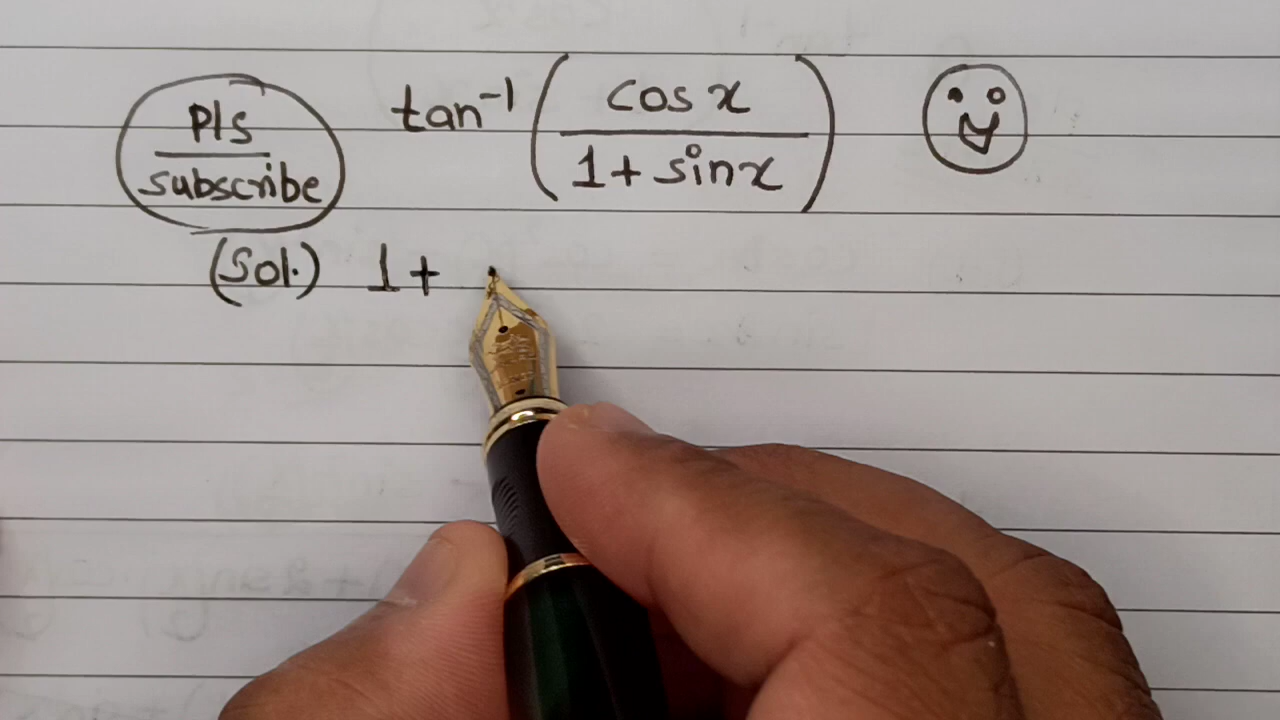 Pls
subscribe
tan⁻¹ (cos x / 1 + sin x)
(Sol.) 1 +